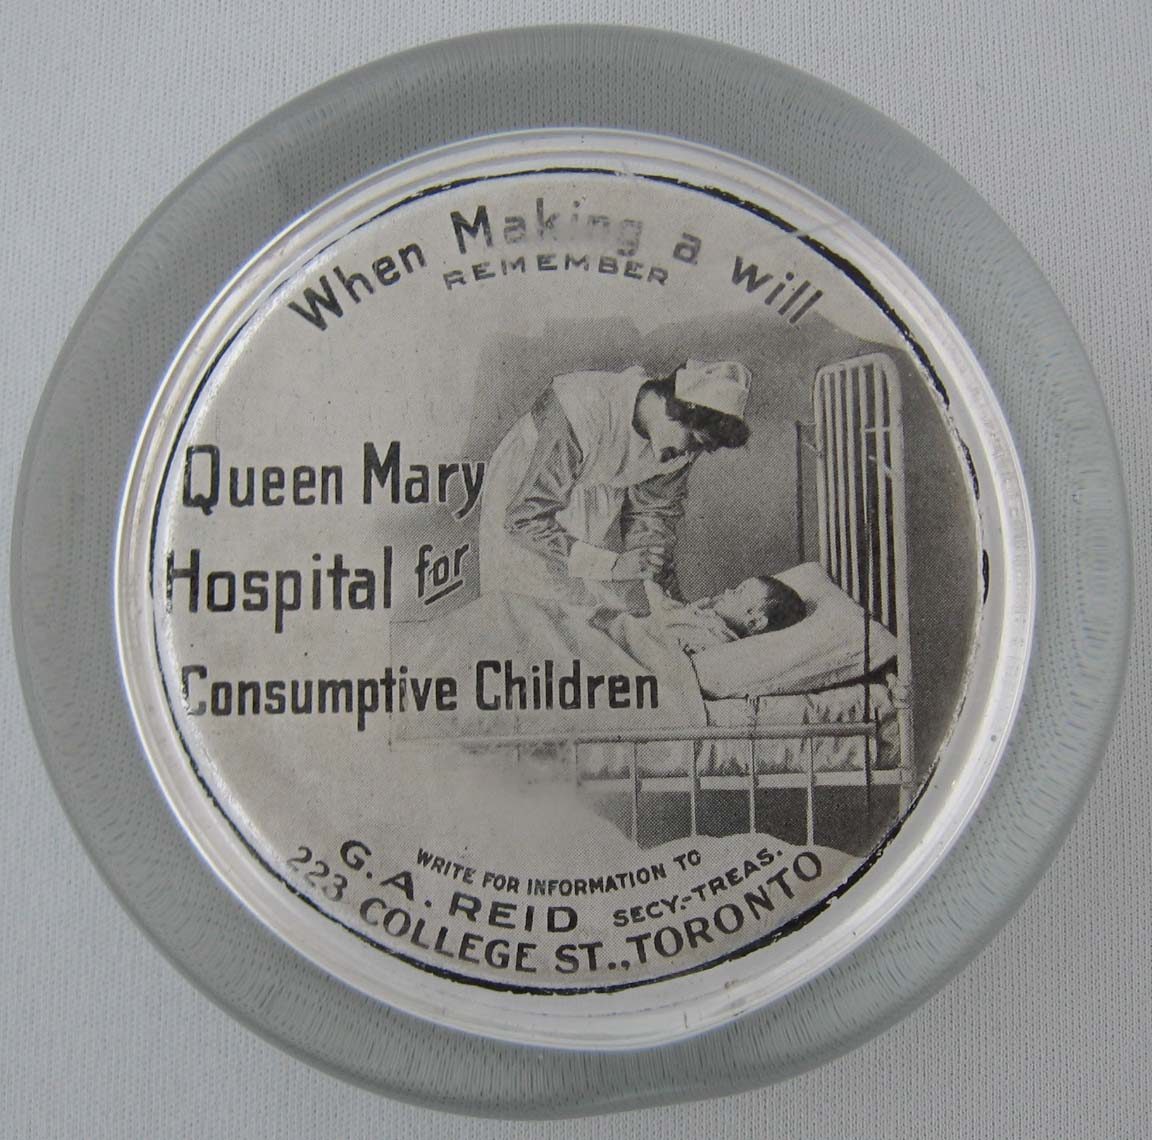 When Making a will
REMEMBER
Queen Mary
Hospital for
Consumptive Children
WRITE FOR INFORMATION TO
G. A. REID SECY.-TREAS.
223 COLLEGE ST., TORONTO